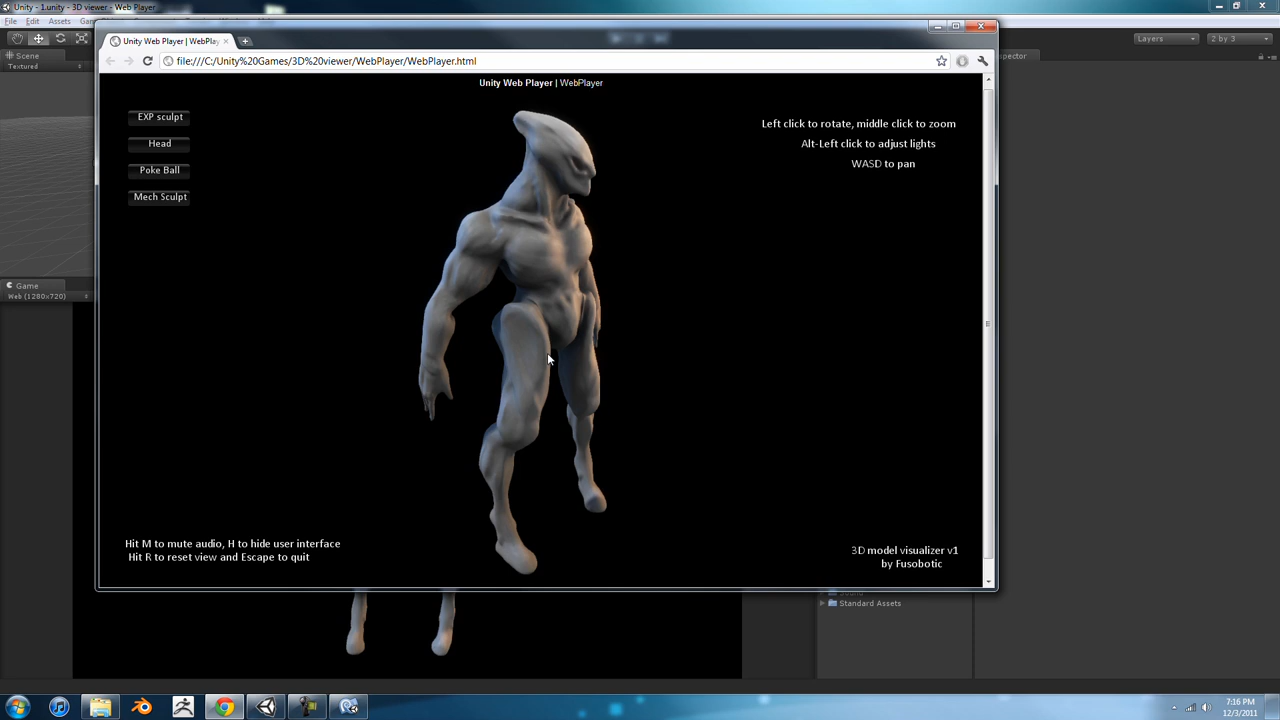 Unity - 1.unity - 3D viewer - Web Player
File Edit Assets
Layers
2 by 3
Scene
Textured
Unity Web Player | WebPlay
file:///C:/Unity%20Games/3D%20viewer/WebPlayer/WebPlayer.html
Unity Web Player | WebPlayer
EXP sculpt
Head
Poke Ball
Mech Sculpt
Left click to rotate, middle click to zoom
Alt-Left click to adjust lights
WASD to pan
Game
Web (1280x720)
Hit M to mute audio, H to hide user interface
Hit R to reset view and Escape to quit
3D model visualizer v1
by Fusobotic
Standard Assets
7:16 PM
12/3/2011